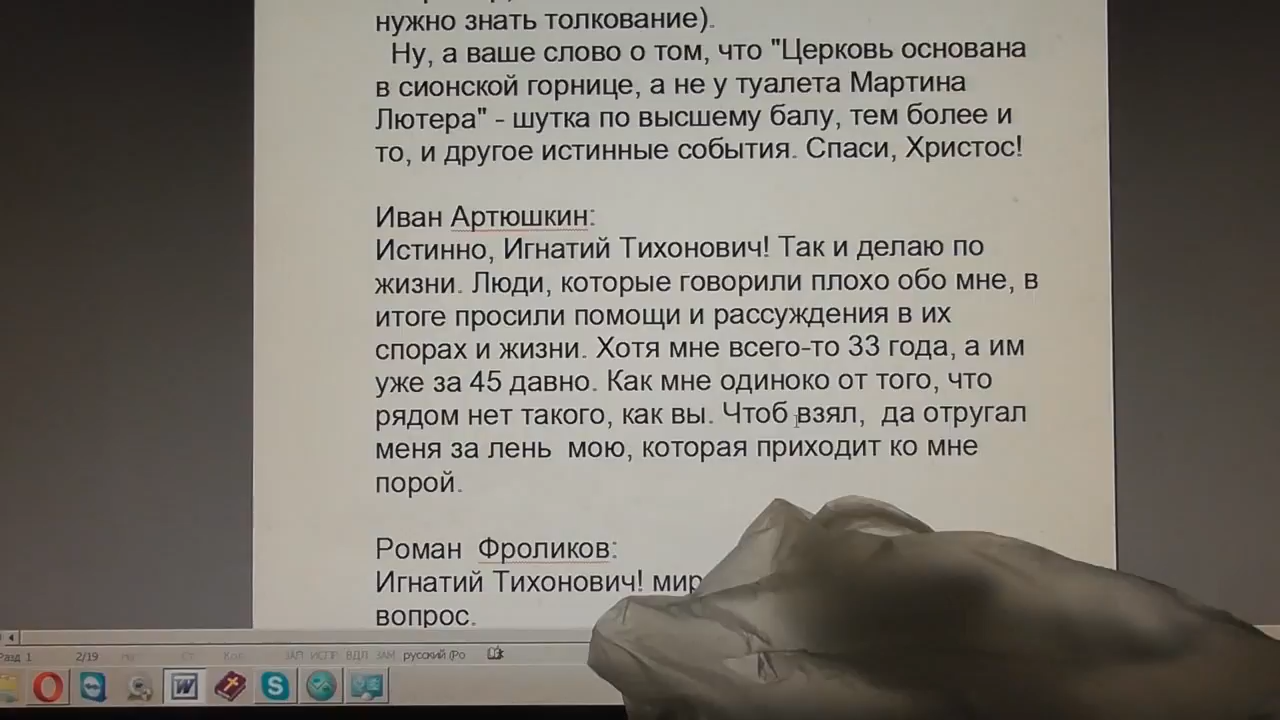 нужно знать толкование).
Ну, а ваше слово о том, что "Церковь основана
в сионской горнице, а не у туалета Мартина
Лютера" - шутка по высшему балу, тем более и
то, и другое истинные события. Спаси, Христос!
Иван Артюшкин:
Истинно, Игнатий Тихонович! Так и делаю по
жизни. Люди, которые говорили плохо обо мне, в
итоге просили помощи и рассуждения в их
спорах и жизни. Хотя мне всего-то 33 года, а им
уже за 45 давно. Как мне одиноко от того, что
рядом нет такого, как вы. Чтоб взял, да отругал
меня за лень мою, которая приходит ко мне
порой.
Роман Фроликов:
Игнатий Тихонович! мир
вопрос.
Разд 1 2/19 Кол ЗАП ИСПР ВДЛ ЗАМ русский (Ро